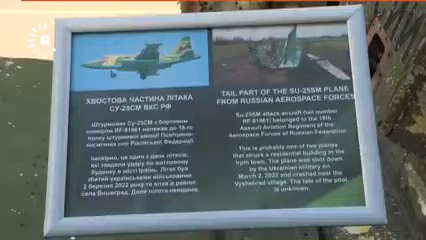 ХВОСТОВА ЧАСТИНА ЛІТАКА
СУ-25СМ ВКС РФ
Штурмовик Су-25СМ з бортовим
номером RF-91961 належав до 18-го
полку штурмової авіації Повітряно-
космічних сил Російської Федерації
Імовірно, це один з двох літаків,
які завдали удару по житловому
будинку в місті Ірпінь. Літак був
збитий українськими військовими
2 березня 2022 року та впав в районі
села Вишеград. Доля пілота невідома.
TAIL PART OF THE SU-25SM PLANE
FROM RUSSIAN AEROSPACE FORCES
Su-25SM attack aircraft (tail number
RF-91961) belonged to the 18th
Assault Aviation Regiment of the
Aerospace Forces of Russian Federation.
This is probably one of two planes
that struck a residential building in the
Irpin town. The plane was shot down
by the Ukrainian military on
March 2, 2022 and crashed near the
Vyshehrad village. The fate of the pilot
is unknown.